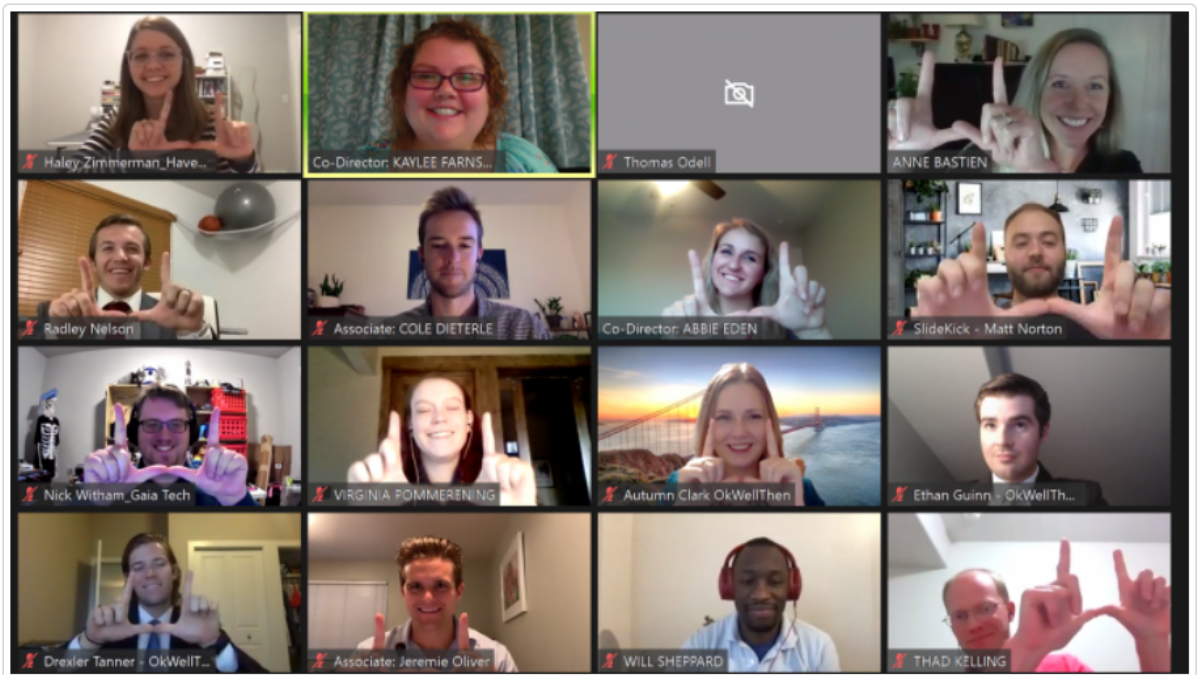 Haley Zimmerman_Have...
Co-Director: KAYLEE FARNS...
Thomas Odell
ANNE BASTIEN
Radley Nelson
Associate: COLE DIETERLE
Co-Director: ABBIE EDEN
SlideKick - Matt Norton
Nick Witham_Gaia Tech
VIRGINIA POMMERENING
Autumn Clark OkWellThen
Ethan Guinn - OkWellTh...
Drexler Tanner - OkWellT...
Associate: Jeremie Oliver
WILL SHEPPARD
THAD KELLING